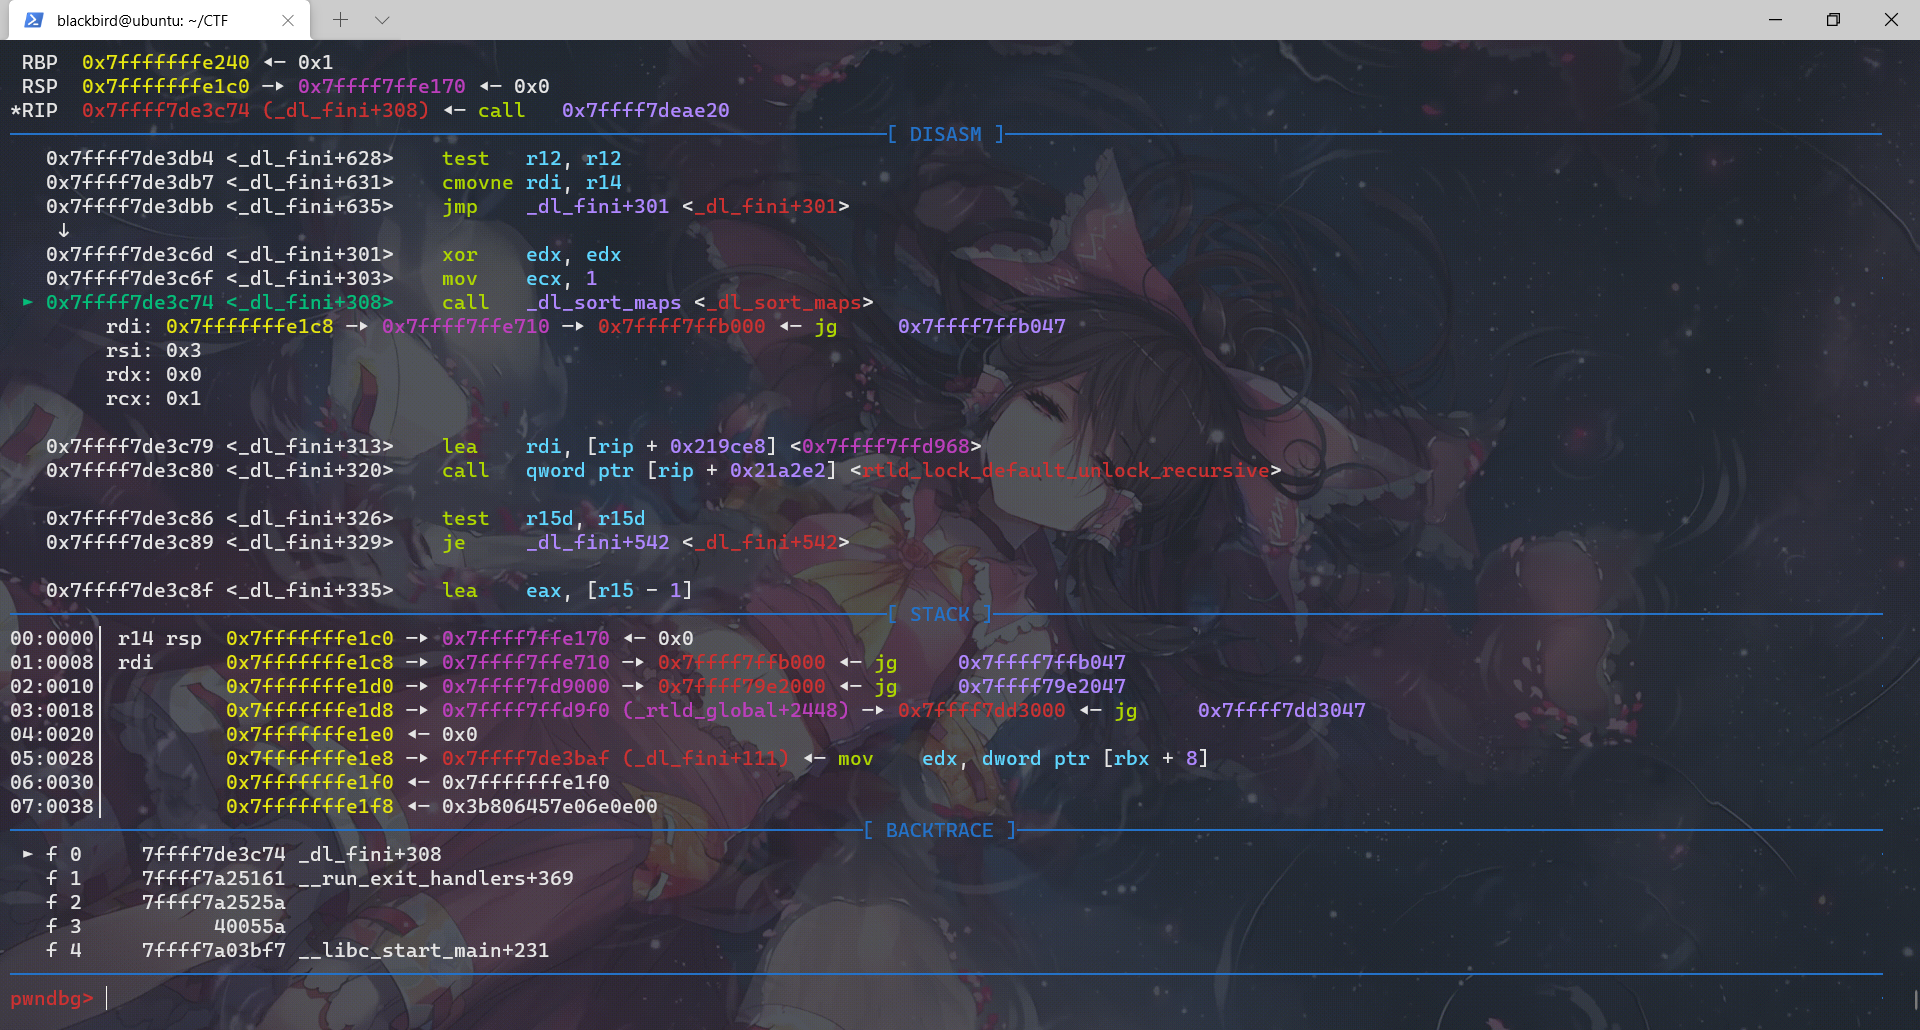 blackbird@ubuntu: ~/CTF
RBP  0x7fffffffe240 ◂— 0x1
RSP  0x7fffffffe1c0 —▸ 0x7ffff7ffe170 ◂— 0x0
*RIP  0x7ffff7de3c74 (_dl_fini+308) ◂— call   0x7ffff7deae20
[ DISASM ]
0x7ffff7de3db4 <_dl_fini+628>    test   r12, r12
0x7ffff7de3db7 <_dl_fini+631>    cmovne rdi, r14
0x7ffff7de3dbb <_dl_fini+635>    jmp    _dl_fini+301 <_dl_fini+301>
↓
0x7ffff7de3c6d <_dl_fini+301>    xor    edx, edx
0x7ffff7de3c6f <_dl_fini+303>    mov    ecx, 1
► 0x7ffff7de3c74 <_dl_fini+308>    call   _dl_sort_maps <_dl_sort_maps>
rdi: 0x7fffffffe1c8 —▸ 0x7ffff7ffe710 —▸ 0x7ffff7ffb000 ◂— jg     0x7ffff7ffb047
rsi: 0x3
rdx: 0x0
rcx: 0x1
0x7ffff7de3c79 <_dl_fini+313>    lea    rdi, [rip + 0x219ce8] <0x7ffff7ffd968>
0x7ffff7de3c80 <_dl_fini+320>    call   qword ptr [rip + 0x21a2e2] <rtld_lock_default_unlock_recursive>
0x7ffff7de3c86 <_dl_fini+326>    test   r15d, r15d
0x7ffff7de3c89 <_dl_fini+329>    je     _dl_fini+542 <_dl_fini+542>
0x7ffff7de3c8f <_dl_fini+335>    lea    eax, [r15 - 1]
[ STACK ]
00:0000│ r14 rsp  0x7fffffffe1c0 —▸ 0x7ffff7ffe170 ◂— 0x0
01:0008│ rdi      0x7fffffffe1c8 —▸ 0x7ffff7ffe710 —▸ 0x7ffff7ffb000 ◂— jg     0x7ffff7ffb047
02:0010│          0x7fffffffe1d0 —▸ 0x7ffff7fd9000 —▸ 0x7ffff79e2000 ◂— jg     0x7ffff79e2047
03:0018│          0x7fffffffe1d8 —▸ 0x7ffff7ffd9f0 (_rtld_global+2448) —▸ 0x7ffff7dd3000 ◂— jg     0x7ffff7dd3047
04:0020│          0x7fffffffe1e0 ◂— 0x0
05:0028│          0x7fffffffe1e8 —▸ 0x7ffff7de3baf (_dl_fini+111) ◂— mov    edx, dword ptr [rbx + 8]
06:0030│          0x7fffffffe1f0 ◂— 0x7fffffffe1f0
07:0038│          0x7fffffffe1f8 ◂— 0x3b806457e06e0e00
[ BACKTRACE ]
► f 0     7ffff7de3c74 _dl_fini+308
f 1     7ffff7a25161 __run_exit_handlers+369
f 2     7ffff7a2525a
f 3           40055a
f 4     7ffff7a03bf7 __libc_start_main+231
pwndbg>